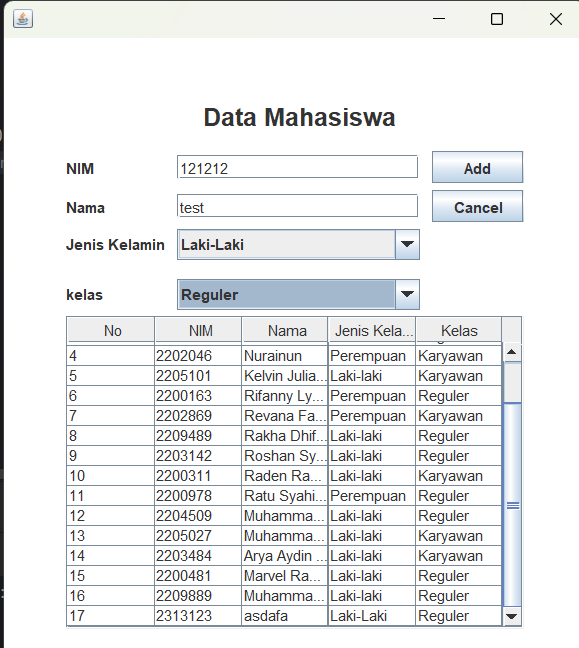 Data Mahasiswa
NIM 121212 Add
Nama test Cancel
Jenis Kelamin Laki-Laki
kelas Reguler
No NIM Nama Jenis Kela... Kelas
4 2202046 Nurainun Perempuan Karyawan
5 2205101 Kelvin Julia... Laki-laki Karyawan
6 2200163 Rifanny Ly... Perempuan Reguler
7 2202869 Revana Fa... Perempuan Karyawan
8 2209489 Rakha Dhif... Laki-laki Reguler
9 2203142 Roshan Sy... Laki-laki Reguler
10 2200311 Raden Ra... Laki-laki Karyawan
11 2200978 Ratu Syahi... Perempuan Reguler
12 2204509 Muhamma... Laki-laki Reguler
13 2205027 Muhamma... Laki-laki Karyawan
14 2203484 Arya Aydin ... Laki-laki Karyawan
15 2200481 Marvel Ra... Laki-laki Reguler
16 2209889 Muhamma... Laki-laki Reguler
17 2313123 asdafa Laki-Laki Reguler